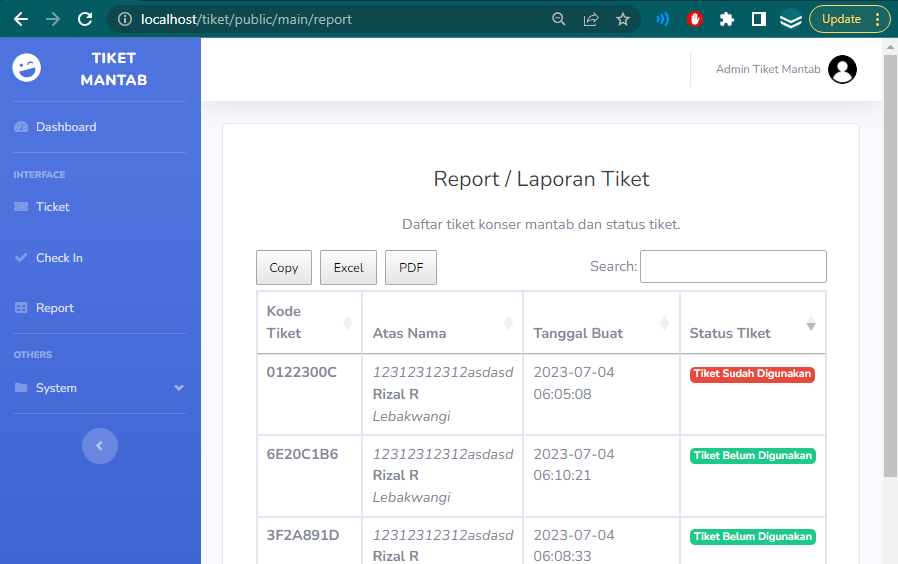 localhost/tiket/public/main/report
Update
TIKET
MANTAB
Admin Tiket Mantab
Dashboard
INTERFACE
Ticket
Check In
Report
OTHERS
System
Report / Laporan Tiket
Daftar tiket konser mantab dan status tiket.
Copy
Excel
PDF
Search:
Kode
Tiket
Atas Nama
Tanggal Buat
Status TIket
0122300C
12312312312asdasd
Rizal R
Lebakwangi
2023-07-04
06:05:08
Tiket Sudah Digunakan
6E20C1B6
12312312312asdasd
Rizal R
Lebakwangi
2023-07-04
06:10:21
Tiket Belum Digunakan
3F2A891D
12312312312asdasd
Rizal R
2023-07-04
06:08:33
Tiket Belum Digunakan